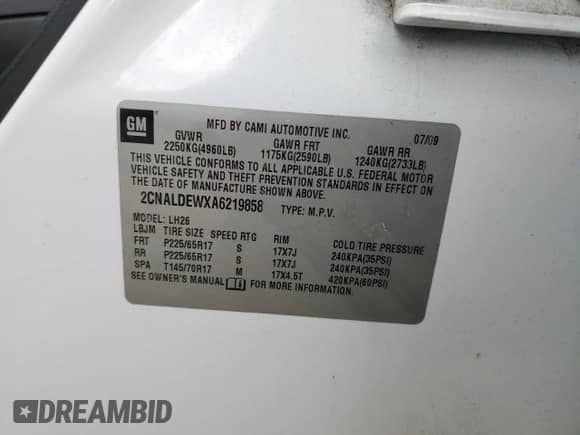 GM
MFD BY CAMI AUTOMOTIVE INC. 07/09
GVWR GAWR FRT GAWR RR
2250KG(4960LB) 1175KG(2590LB) 1240KG(2733LB)
THIS VEHICLE CONFORMS TO ALL APPLICABLE U.S. FEDERAL MOTOR
VEHICLE SAFETY AND THEFT PREVENTION STANDARDS IN EFFECT ON
THE DATE OF MANUFACTURE SHOWN ABOVE.
2CNALDEWXA6219858 TYPE: M.P.V.
MODEL: LH26
LBJM TIRE SIZE SPEED RTG RIM COLD TIRE PRESSURE
FRT P225/65R17 S 17X7J 240KPA(35PSI)
RR P225/65R17 S 17X7J 240KPA(35PSI)
SPA T145/70R17 M 17X4.5T 420KPA(60PSI)
SEE OWNER'S MANUAL FOR MORE INFORMATION.
DREAMBID